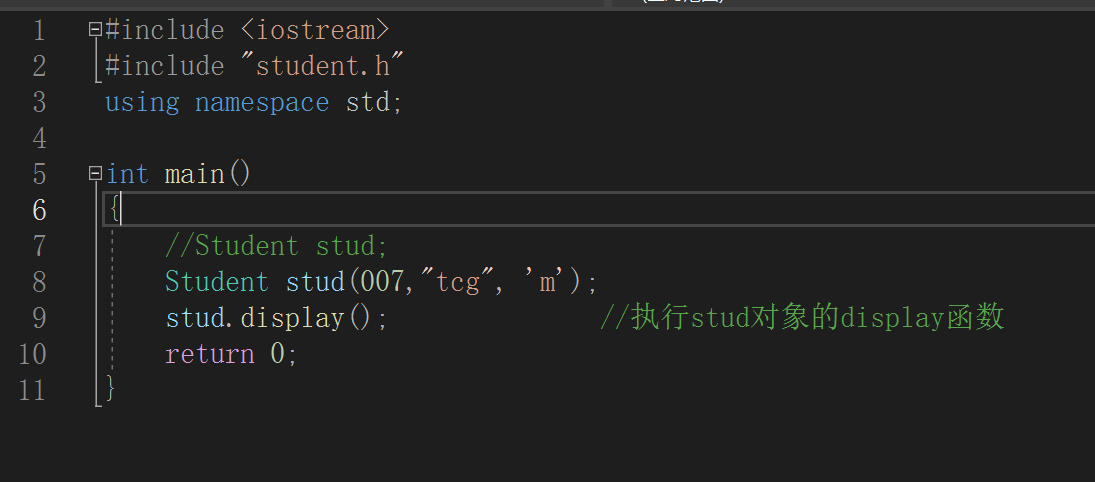 1 #include <iostream>
2 #include "student.h"
3 using namespace std;
4
5 int main()
6 {
7 //Student stud;
8 Student stud(007,"tcg", 'm');
9 stud.display(); //执行stud对象的display函数
10 return 0;
11 }